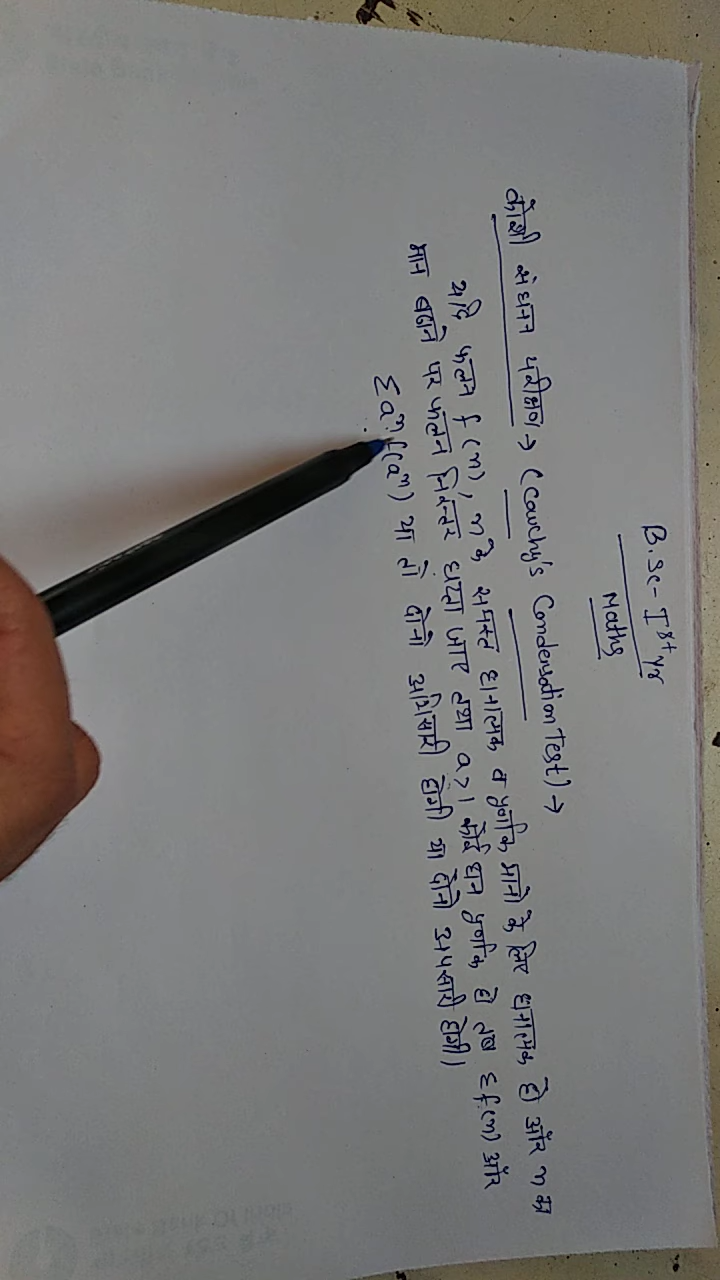 B.Sc- Ist yr
Maths
कोशी संघनन परीक्षण → (Cauchy's Condensation Test) →
यदि फलन f(n), n के समस्त धनात्मक व पूर्णांक मानो के लिए धनात्मक हो और n का
मान बढ़ने पर फलन निरन्तर घटता जाए तथा a>1 कोई धन पूर्णांक हो तब Σf(n) और
Σaⁿ.f(aⁿ) या तो दोनो अभिसारी होगी या दोनो अपसारी होगी।